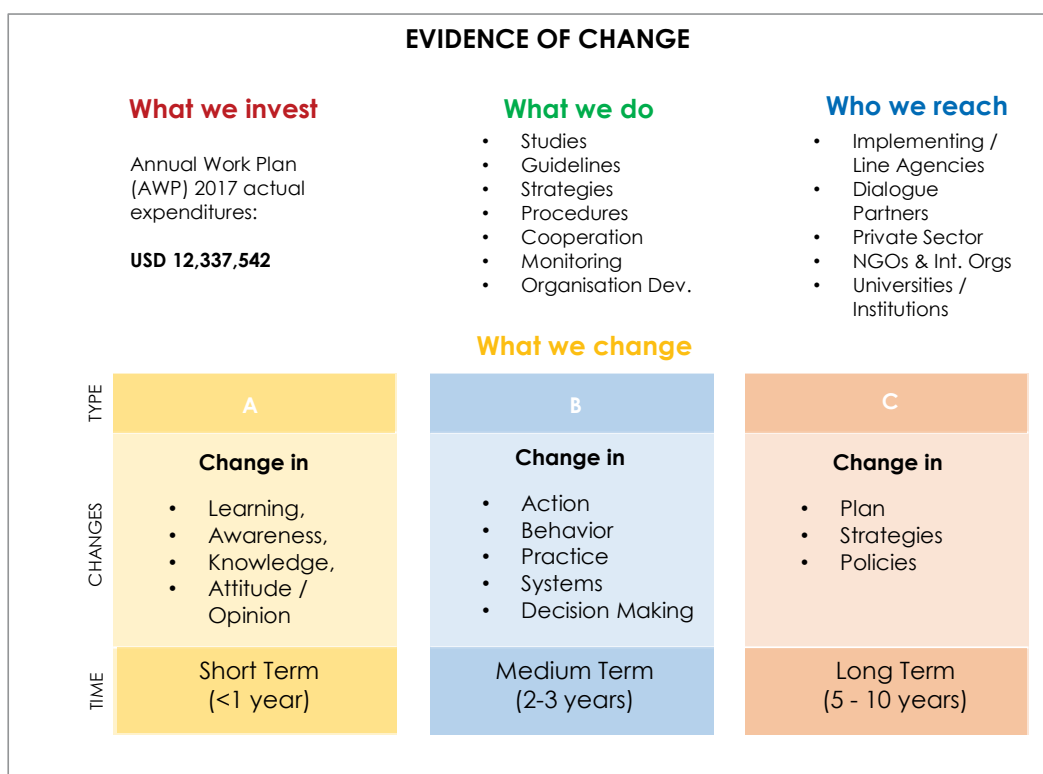 EVIDENCE OF CHANGE
What we invest
Annual Work Plan
(AWP) 2017 actual
expenditures:
USD 12,337,542
What we do
• Studies
• Guidelines
• Strategies
• Procedures
• Cooperation
• Monitoring
• Organisation Dev.
Who we reach
• Implementing /
Line Agencies
• Dialogue
Partners
• Private Sector
• NGOs & Int. Orgs
• Universities /
Institutions
What we change
TYPE
A
B
C
CHANGES
Change in
• Learning,
• Awareness,
• Knowledge,
• Attitude /
Opinion
Change in
• Action
• Behavior
• Practice
• Systems
• Decision Making
Change in
• Plan
• Strategies
• Policies
TIME
Short Term
(<1 year)
Medium Term
(2-3 years)
Long Term
(5 - 10 years)